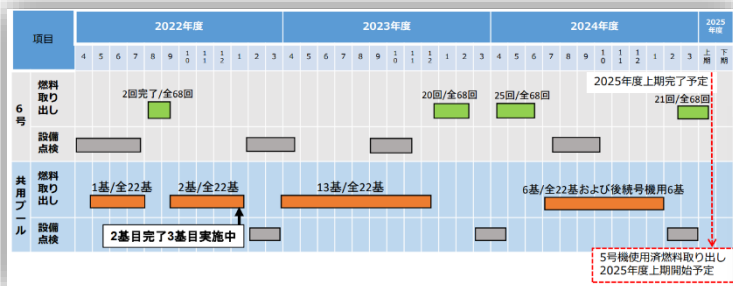 項目
2022年度
2023年度
2024年度
2025年度
4 5 6 7 8 9 10 11 12 1 2 3 4 5 6 7 8 9 10 11 12 1 2 3 4 5 6 7 8 9 10 11 12 1 2 3 上期 下期
6号
燃料取り出し
2回完了/全68回
20回/全68回
25回/全68回
2025年度上期完了予定
21回/全68回
設備点検
共用プール
燃料取り出し
1基/全22基
2基/全22基
13基/全22基
6基/全22基および後続号機用6基
2基目完了3基目実施中
設備点検
5号機使用済燃料取り出し
2025年度上期開始予定